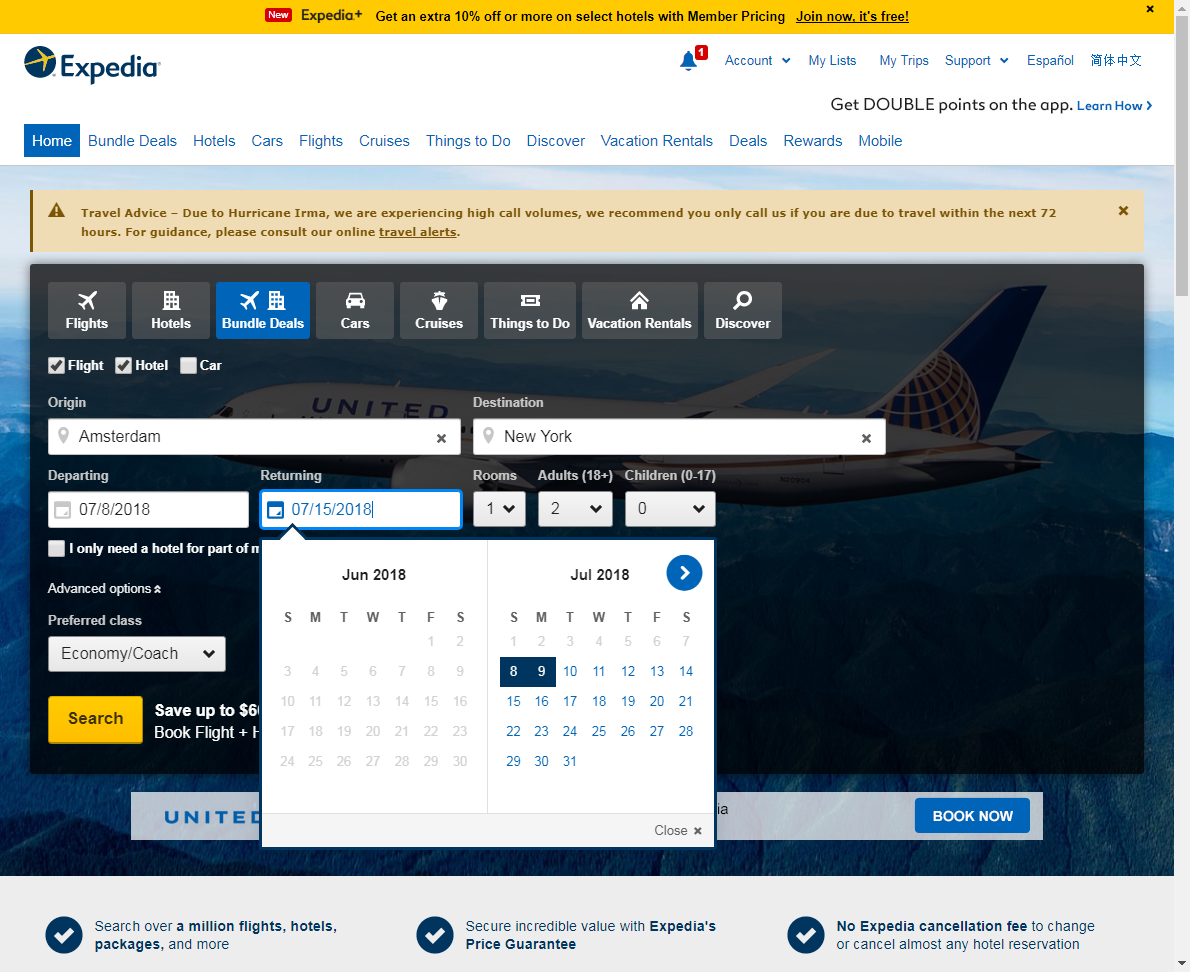 New Expedia+ Get an extra 10% off or more on select hotels with Member Pricing Join now, it's free!
Expedia
1 Account My Lists My Trips Support Español 简体中文
Get DOUBLE points on the app. Learn How
Home Bundle Deals Hotels Cars Flights Cruises Things to Do Discover Vacation Rentals Deals Rewards Mobile
Travel Advice – Due to Hurricane Irma, we are experiencing high call volumes, we recommend you only call us if you are due to travel within the next 72
hours. For guidance, please consult our online travel alerts.
Flights Hotels Bundle Deals Cars Cruises Things to Do Vacation Rentals Discover
Flight Hotel Car
UNITED
Origin Destination
Amsterdam New York
Departing Returning Rooms Adults (18+) Children (0-17)
07/8/2018 07/15/2018 1 2 0
I only need a hotel for part of
Advanced options
Preferred class
Economy/Coach
Search
Save up to $6
Book Flight +
Jun 2018 Jul 2018
S M T W T F S S M T W T F S
1 2 1 2 3 4 5 6 7
3 4 5 6 7 8 9 8 9 10 11 12 13 14
10 11 12 13 14 15 16 15 16 17 18 19 20 21
17 18 19 20 21 22 23 22 23 24 25 26 27 28
24 25 26 27 28 29 30 29 30 31
Close
UNITED ia BOOK NOW
Search over a million flights, hotels,
packages, and more
Secure incredible value with Expedia's
Price Guarantee
No Expedia cancellation fee to change
or cancel almost any hotel reservation